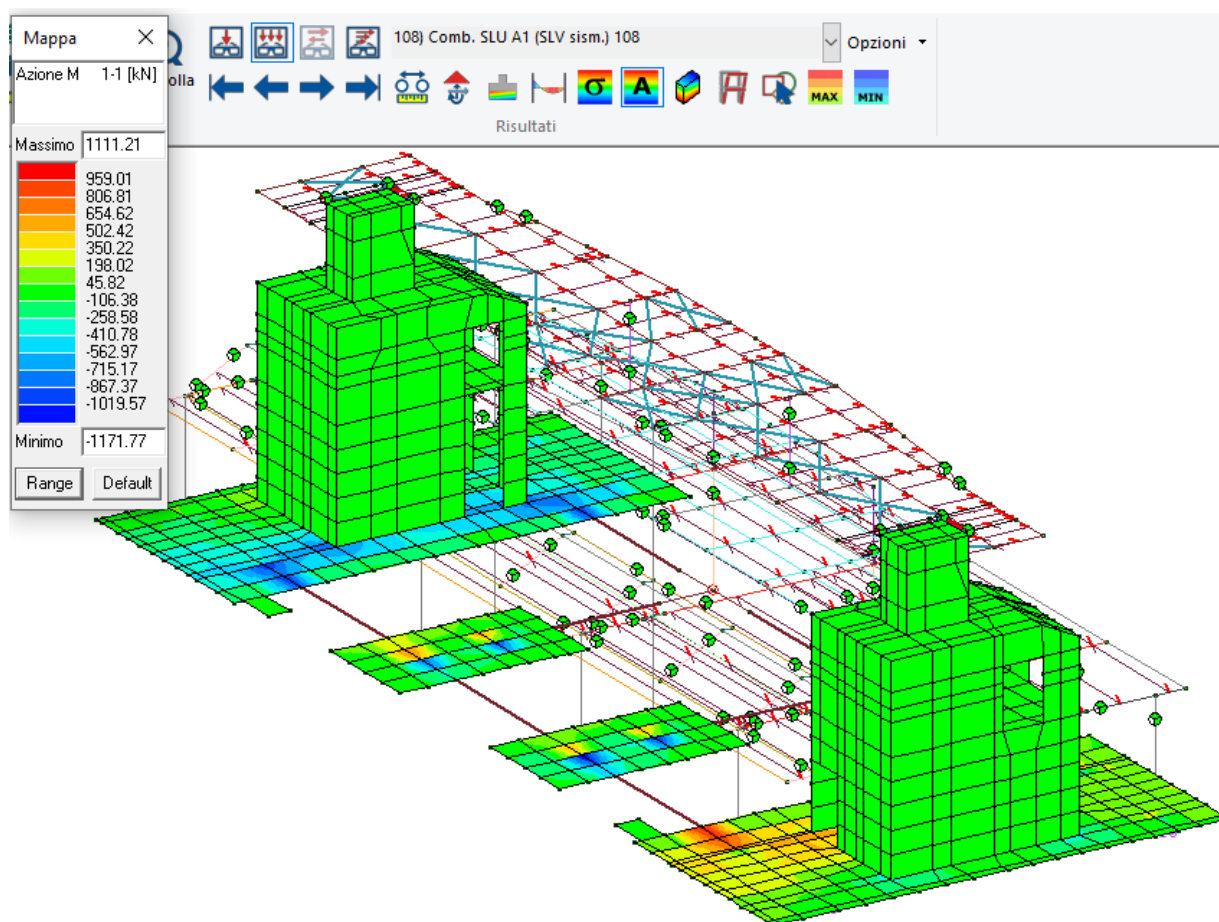 Mappa
Azione M 1-1 [kN]
Massimo 1111.21
959.01
806.81
654.62
502.42
350.22
198.02
45.82
-106.38
-258.58
-410.78
-562.97
-715.17
-867.37
-1019.57
Minimo -1171.77
Range Default
olla
108) Comb. SLU A1 (SLV sism.) 108
Opzioni
σ A MAX MIN
Risultati